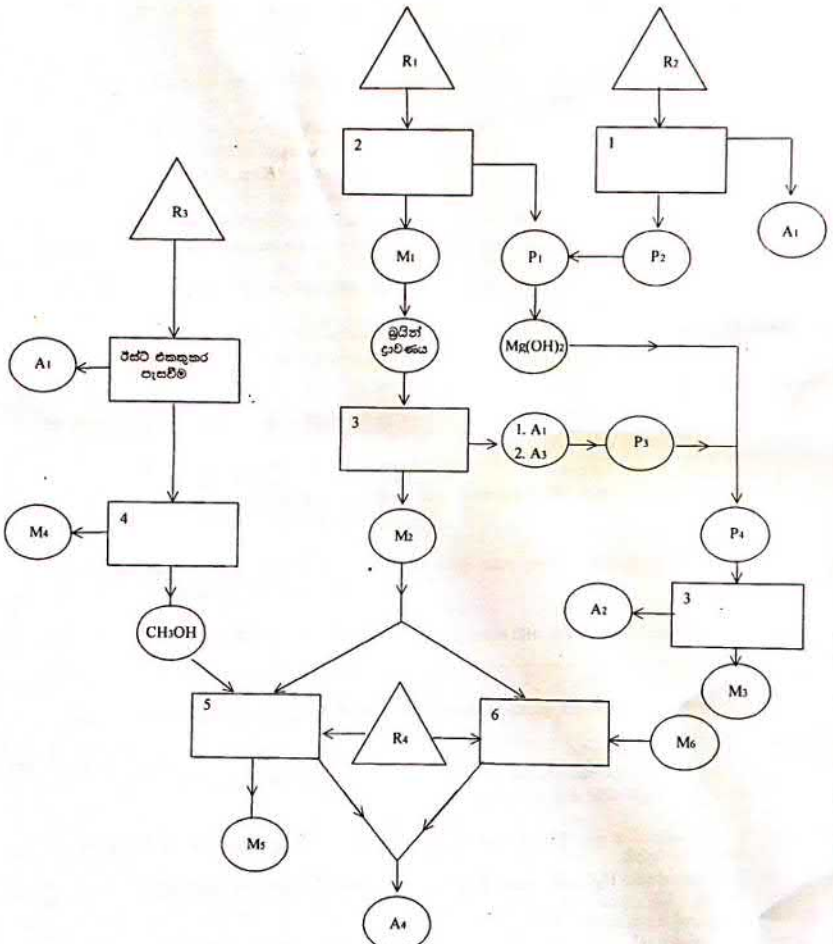 R1
R2
2
1
R3
A1
M1
P1
P2
බ්‍රයින්
ද්‍රාවණය
Mg(OH)2
A1
ඊස්ට් එකතුකර
පැසවීම
3
1. A1
2. A3
P3
4
M4
M2
P4
CH3OH
A2
3
M3
5
R4
6
M6
M5
A4